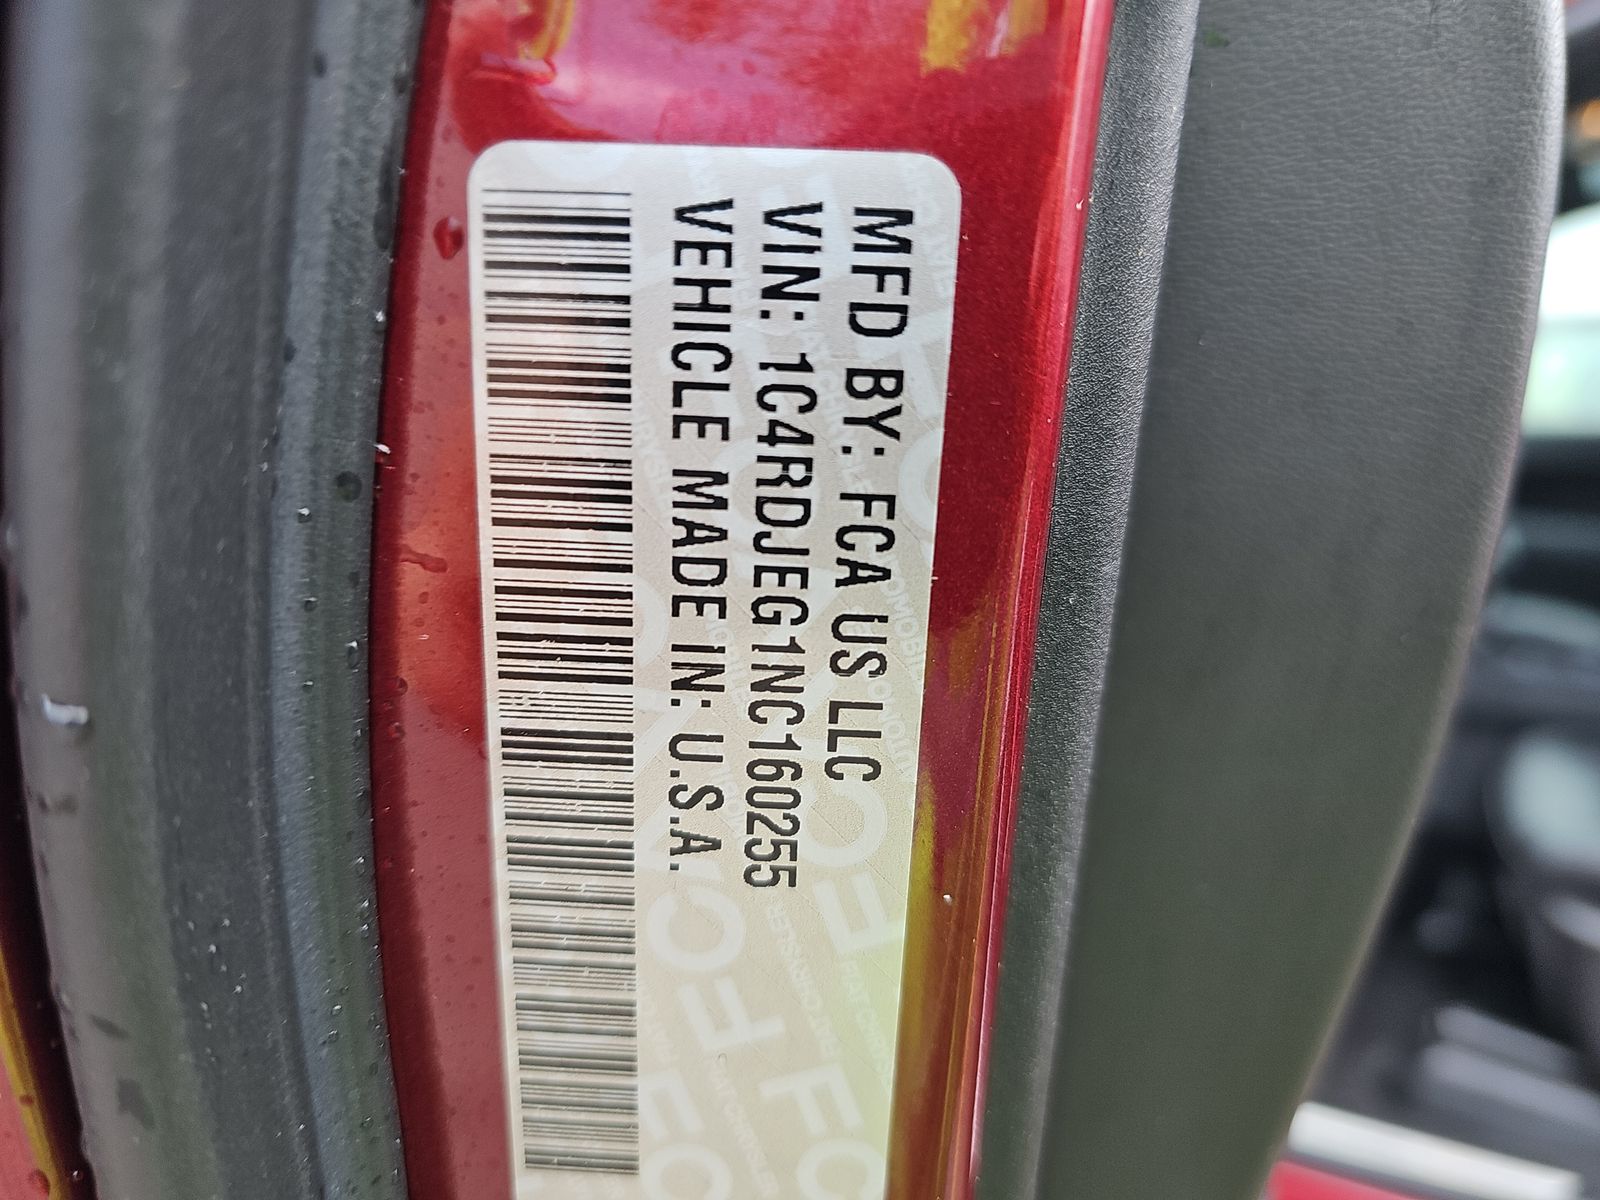 MFD BY: FCA US LLC
VIN: 1C4RDJEG1NC160255
VEHICLE MADE IN: U.S.A.